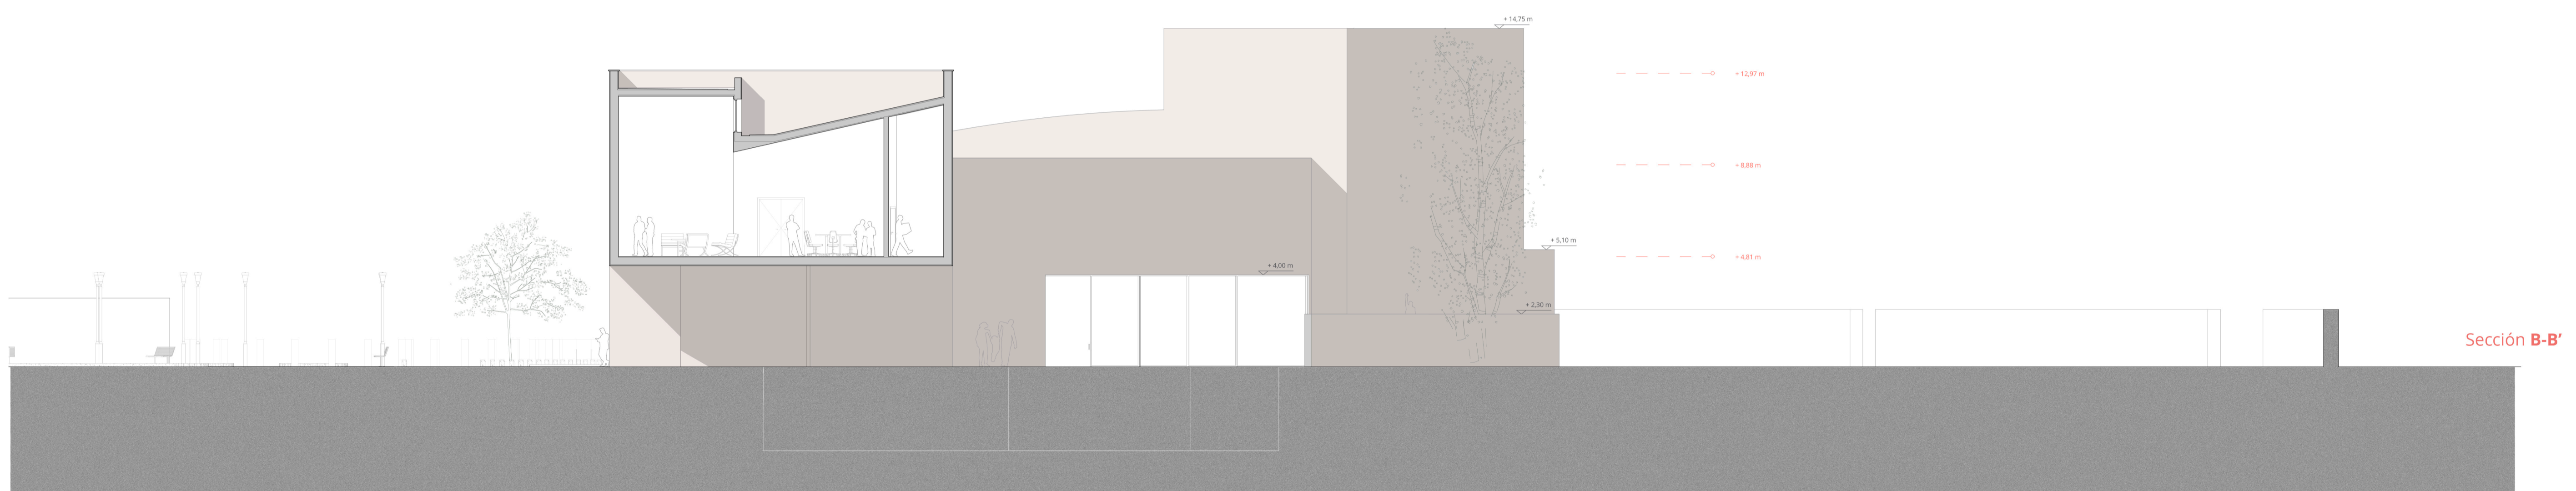 + 14,75 m
+ 12,97 m
+ 8,88 m
+ 5,10 m
+ 4,81 m
+ 4,00 m
+ 2,30 m
Sección B-B’